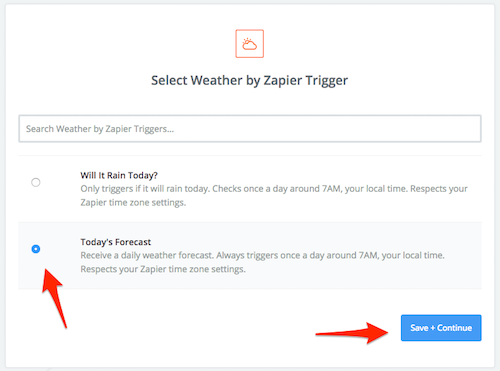 Select Weather by Zapier Trigger
Search Weather by Zapier Triggers...
Will It Rain Today?
Only triggers if it will rain today. Checks once a day around 7AM, your local time. Respects your
Zapier time zone settings.
Today's Forecast
Receive a daily weather forecast. Always triggers once a day around 7AM, your local time.
Respects your Zapier time zone settings.
Save + Continue